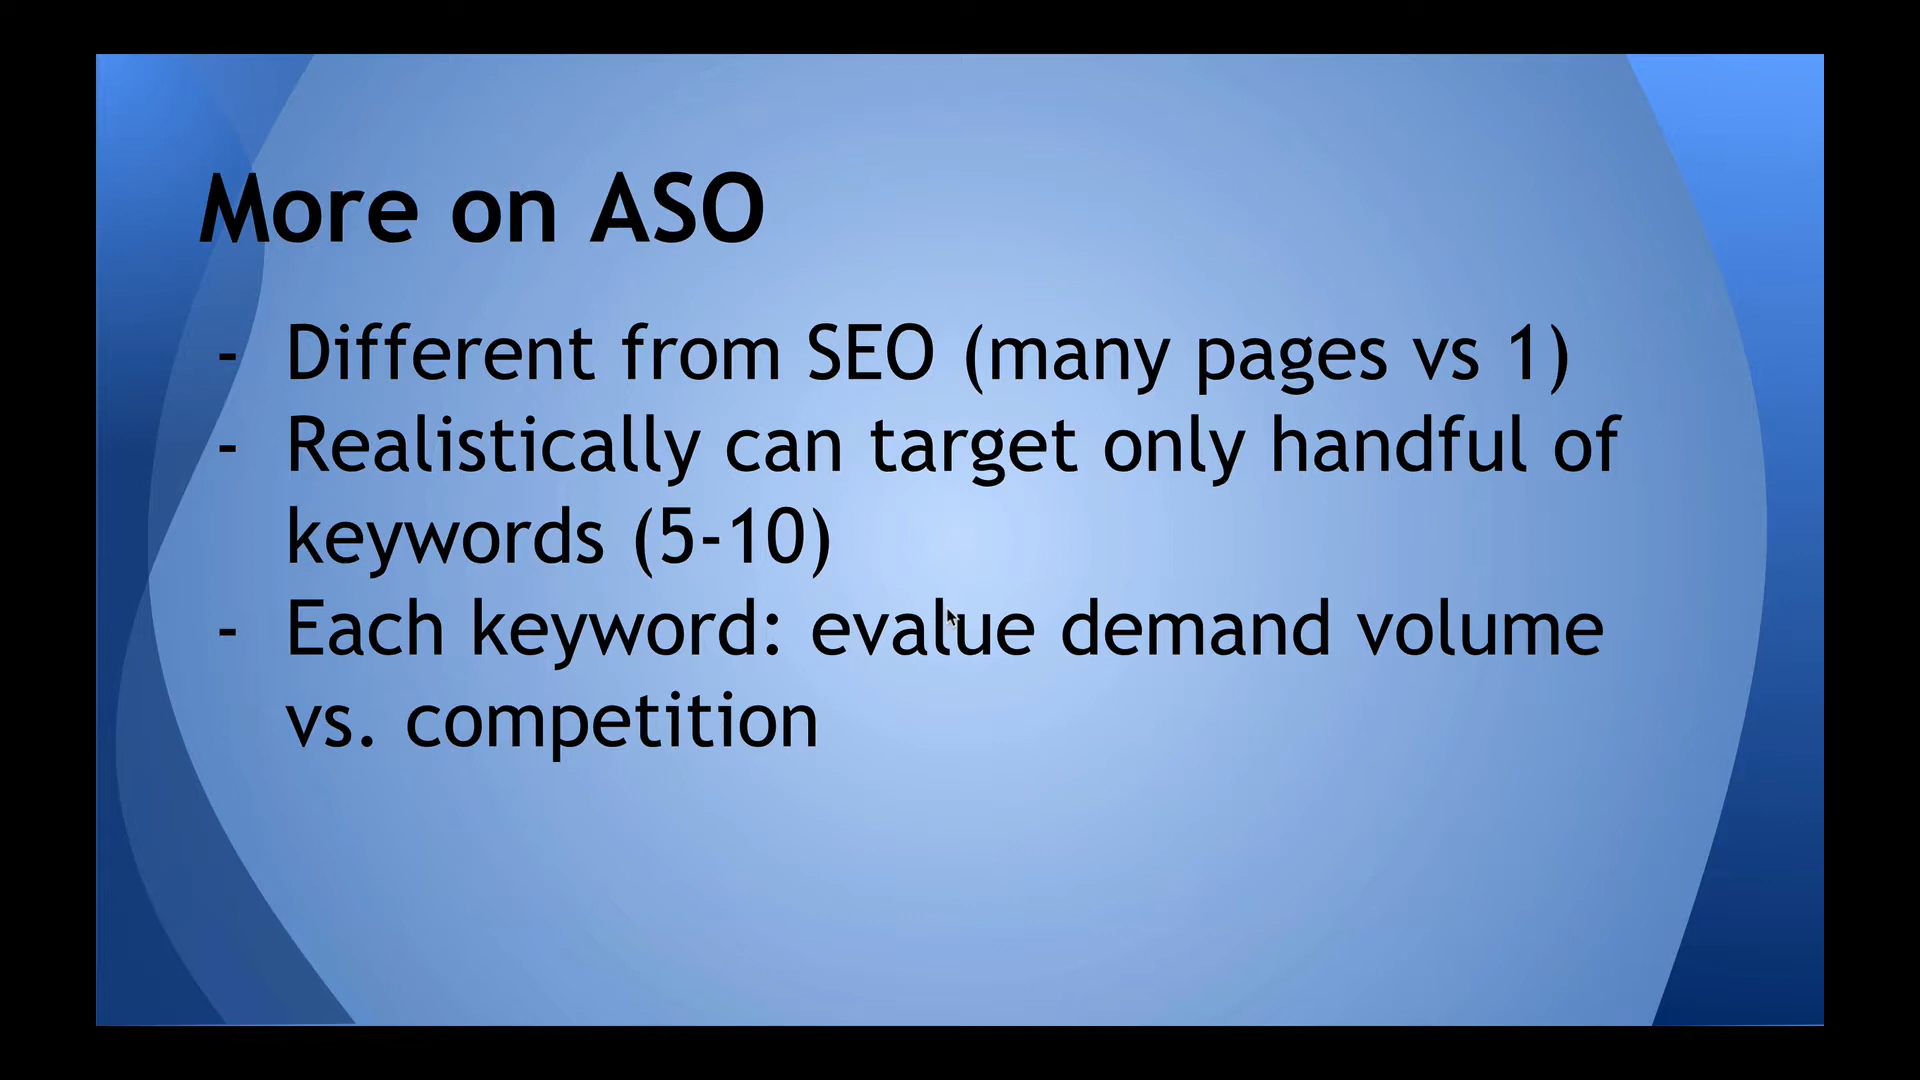 More on ASO
- Different from SEO (many pages vs 1)
- Realistically can target only handful of
keywords (5-10)
- Each keyword: evalue demand volume
vs. competition